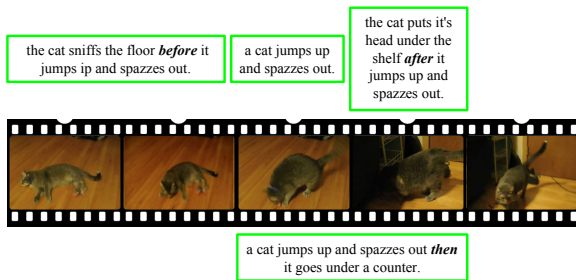 the cat sniffs the floor before it
jumps ip and spazzes out.
a cat jumps up
and spazzes out.
the cat puts it's
head under the
shelf after it
jumps up and
spazzes out.
a cat jumps up and spazzes out then
it goes under a counter.